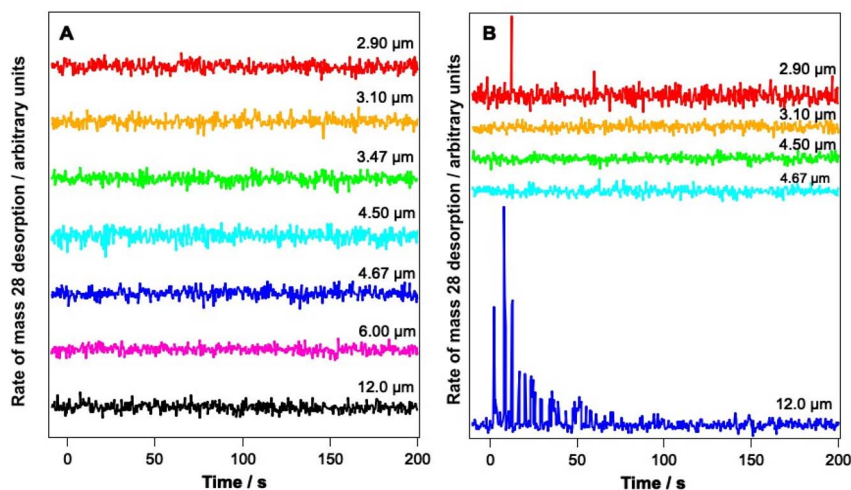 A
Rate of mass 28 desorption / arbitrary units
2.90 µm
3.10 µm
3.47 µm
4.50 µm
4.67 µm
6.00 µm
12.0 µm
0 50 100 150 200
Time / s
B
Rate of mass 28 desorption / arbitrary units
2.90 µm
3.10 µm
4.50 µm
4.67 µm
12.0 µm
0 50 100 150 200
Time / s